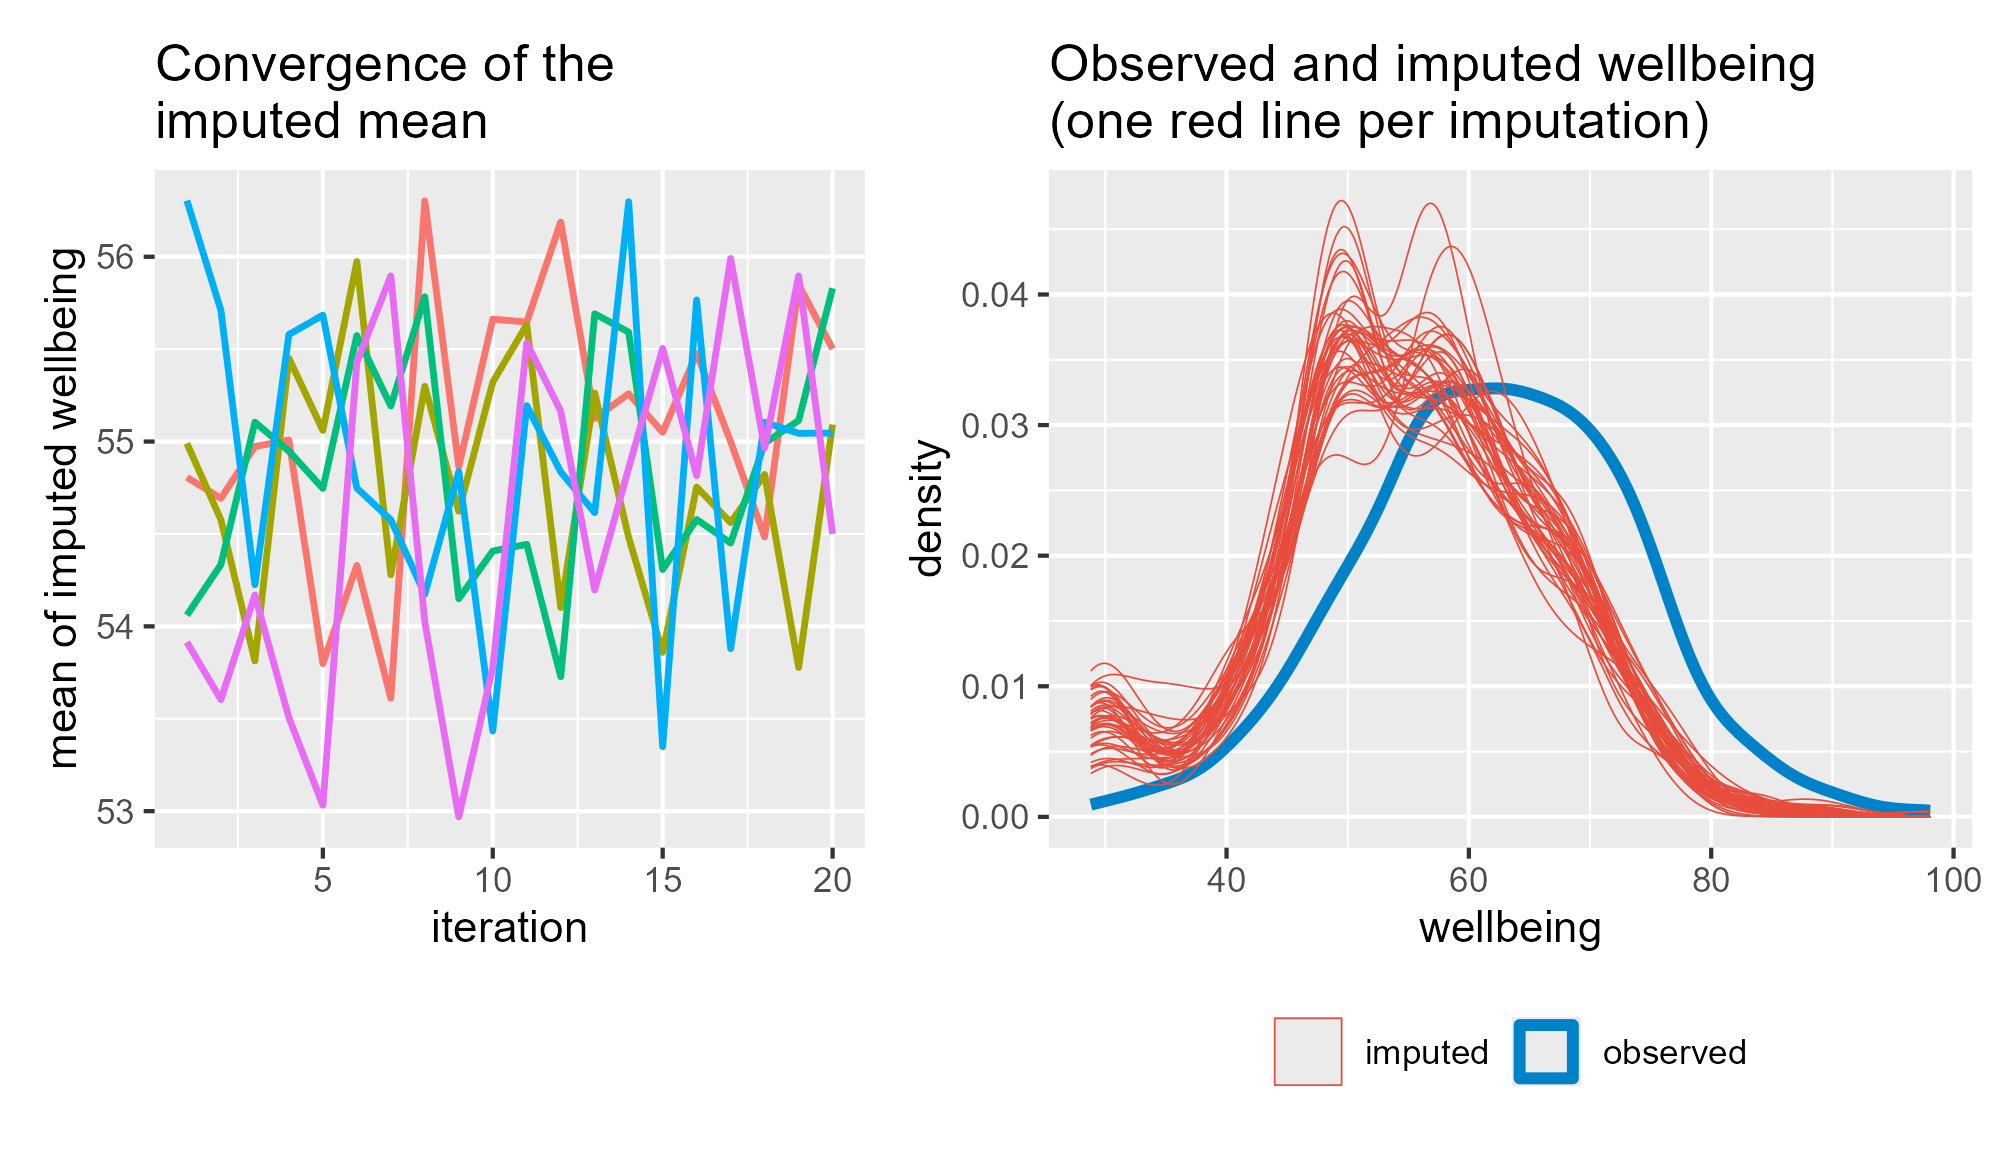 Convergence of the
imputed mean
mean of imputed wellbeing
56
55
54
53
5
10
15
20
iteration
Observed and imputed wellbeing
(one red line per imputation)
density
0.04
0.03
0.02
0.01
0.00
40
60
80
100
wellbeing
imputed
observed